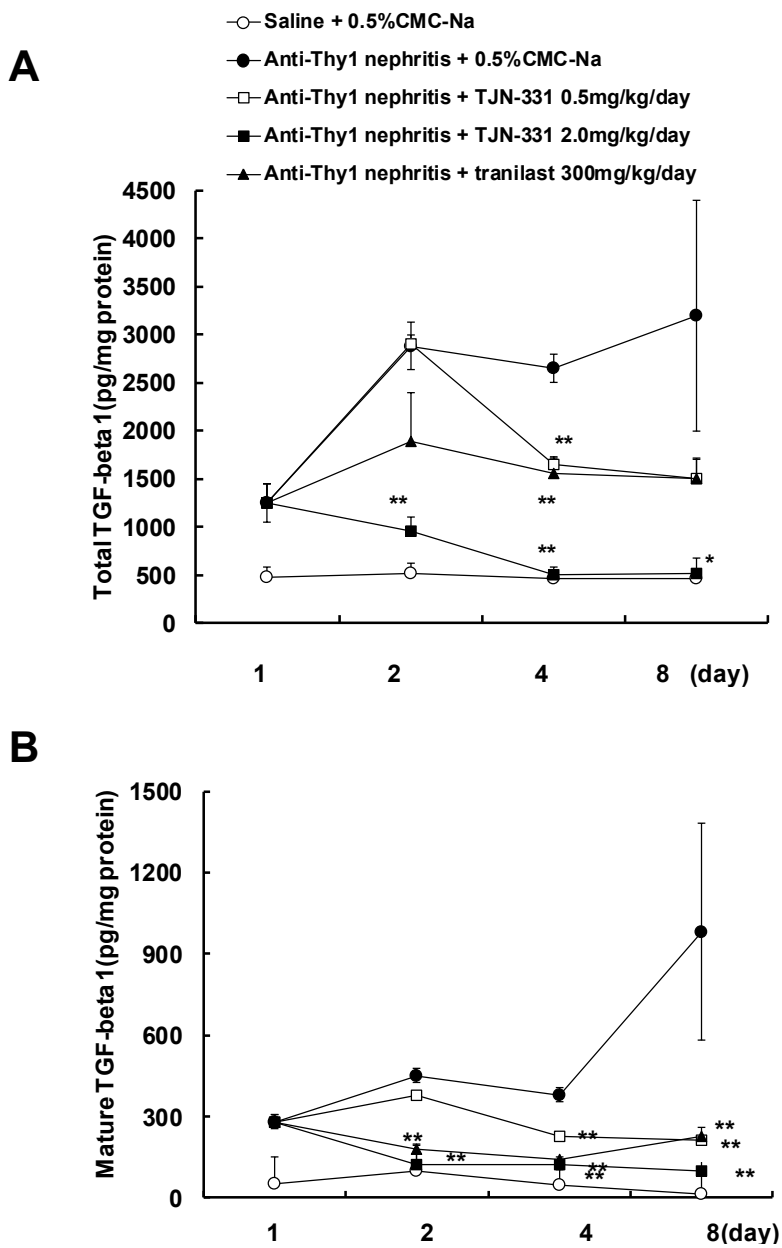 Saline + 0.5%CMC-Na
A
Anti-Thy1 nephritis + 0.5%CMC-Na
Anti-Thy1 nephritis + TJN-331 0.5mg/kg/day
Anti-Thy1 nephritis + TJN-331 2.0mg/kg/day
Anti-Thy1 nephritis + tranilast 300mg/kg/day
Total TGF-beta 1(pg/mg protein)
4500
4000
3500
3000
2500
2000
1500
1000
500
0
**
**
**
**
*
1 2 4 8 (day)
B
Mature TGF-beta 1(pg/mg protein)
1500
1200
900
600
300
0
**
**
**
**
**
**
**
**
1 2 4 8(day)